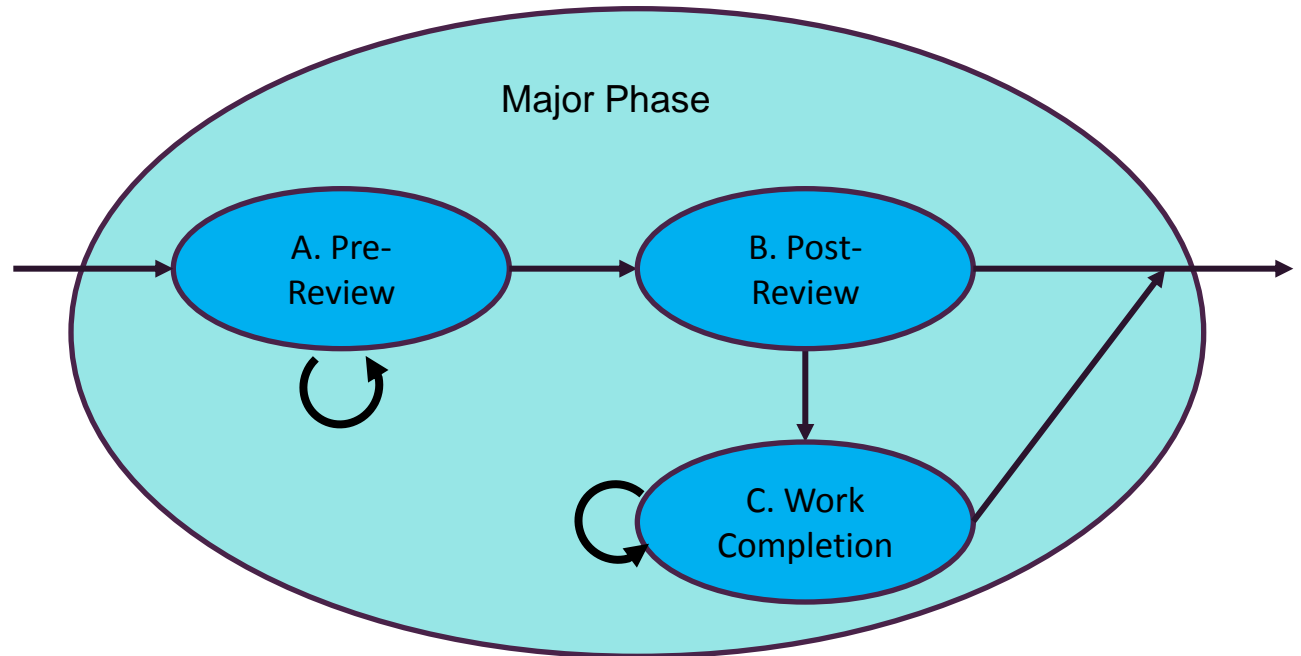 Major Phase
A. Pre-
Review
B. Post-
Review
C. Work
Completion